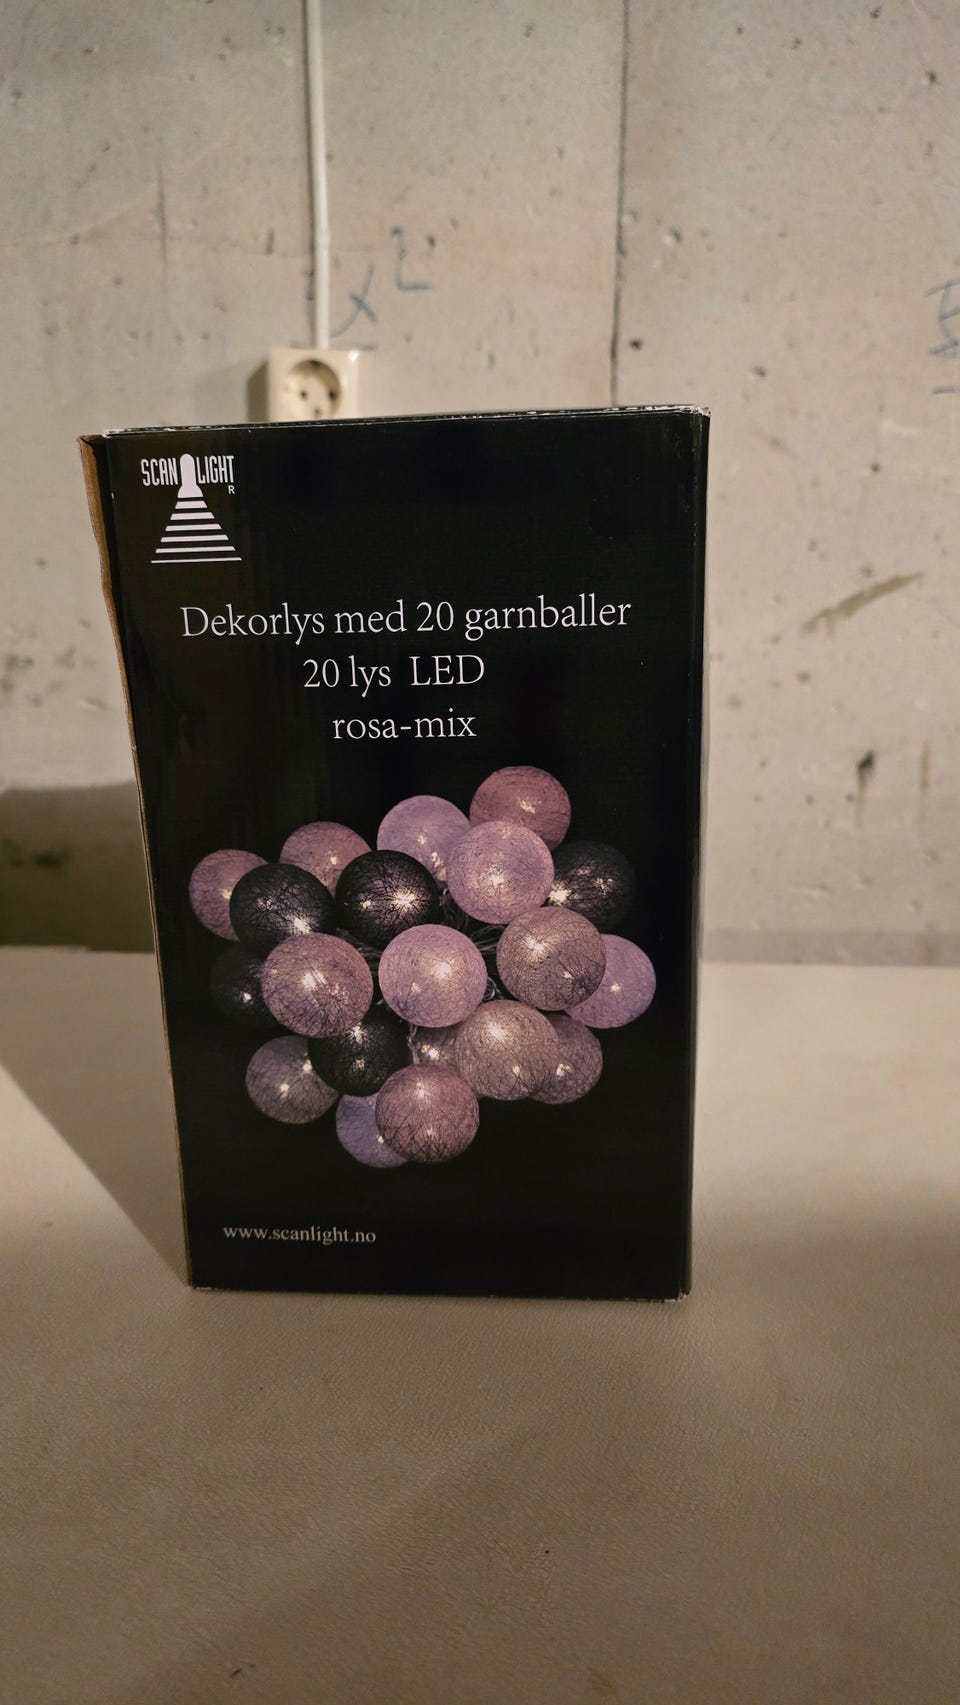 SCAN LIGHT
R
Dekorlys med 20 garnballer
20 lys LED
rosa-mix
www.scanlight.no